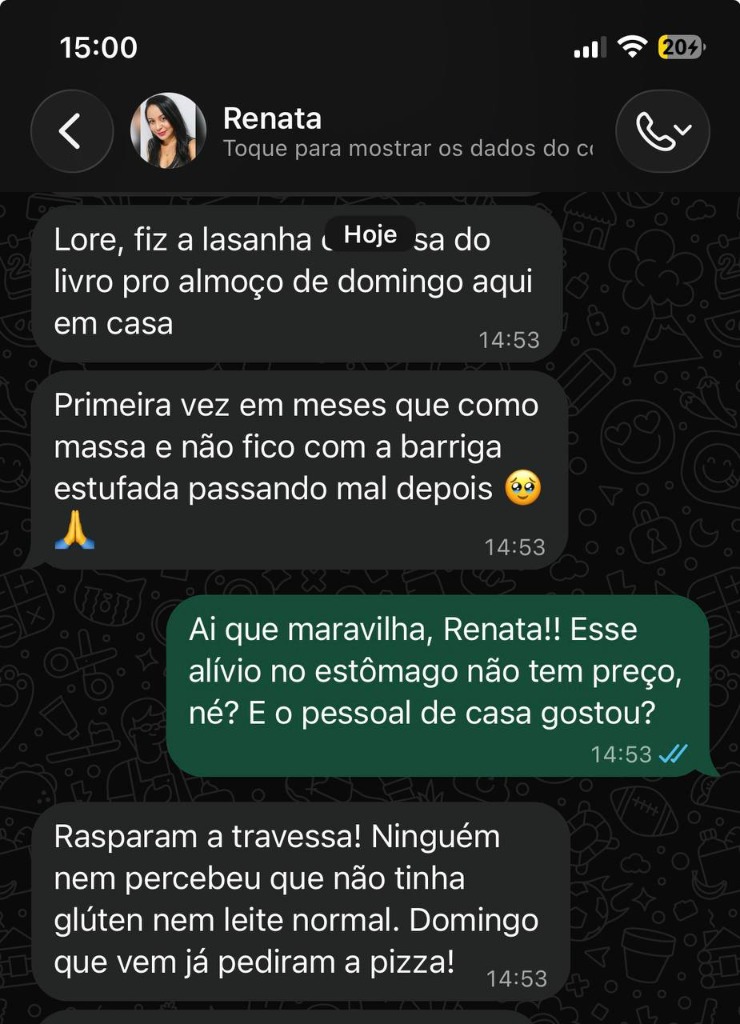 15:00
20
Renata
Toque para mostrar os dados do
Hoje
Lore, fiz a lasanha do
livro pro almoço de domingo aqui
em casa
14:53
Primeira vez em meses que como
massa e não fico com a barriga
estufada passando mal depois 🥹
🙏
14:53
Ai que maravilha, Renata!! Esse
alívio no estômago não tem preço,
né? E o pessoal de casa gostou?
14:53
Rasparam a travessa! Ninguém
nem percebeu que não tinha
glúten nem leite normal. Domingo
que vem já pediram a pizza!
14:53